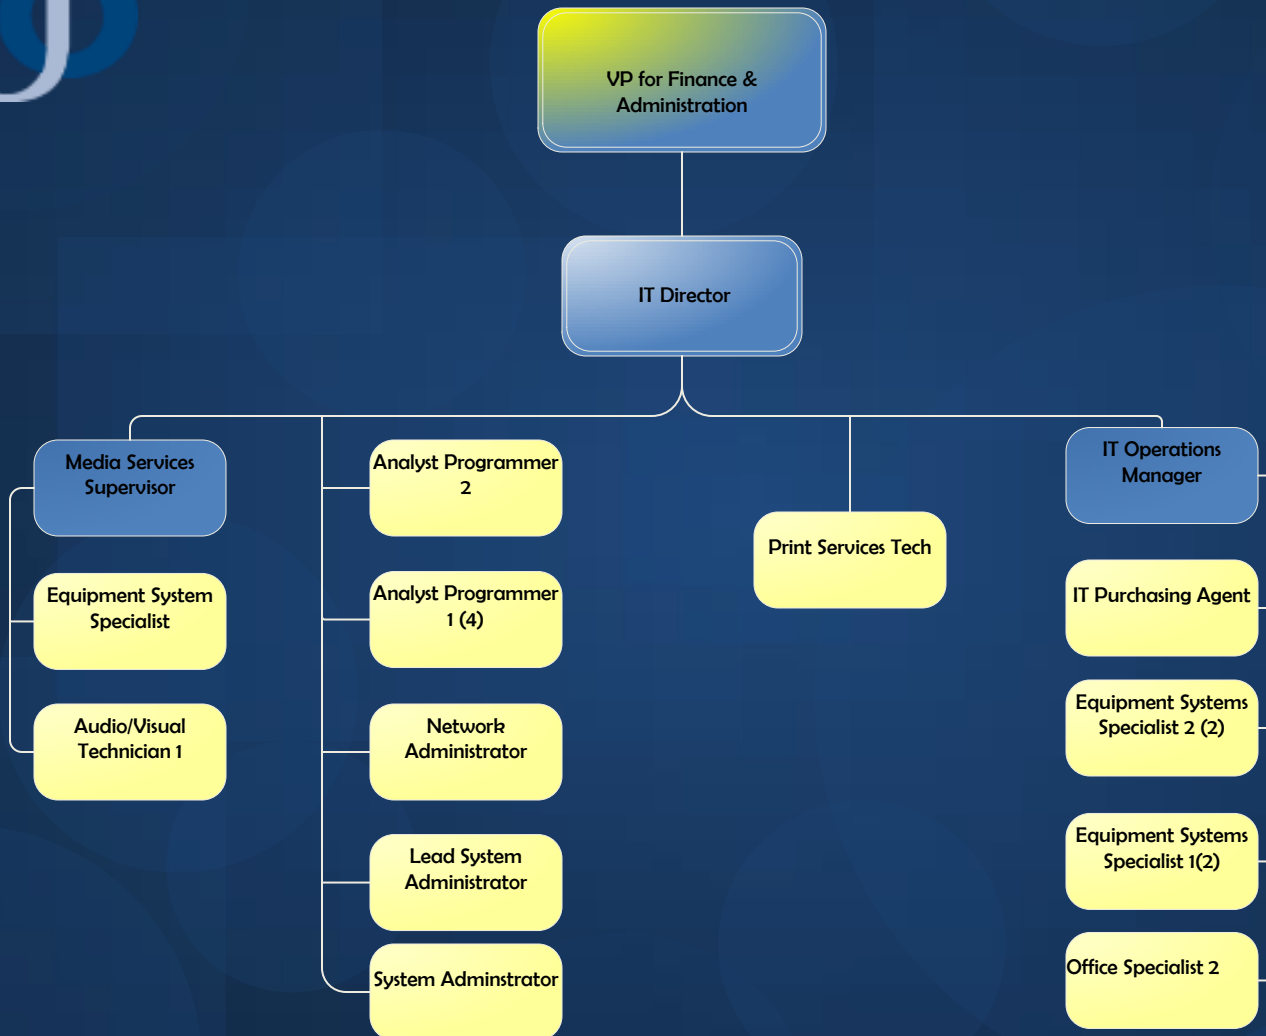 VP for Finance &
Administration
IT Director
Media Services
Supervisor
Equipment System
Specialist
Audio/Visual
Technician 1
Analyst Programmer
2
Analyst Programmer
1 (4)
Network
Administrator
Lead System
Administrator
System Adminstrator
Print Services Tech
IT Operations
Manager
IT Purchasing Agent
Equipment Systems
Specialist 2 (2)
Equipment Systems
Specialist 1(2)
Office Specialist 2